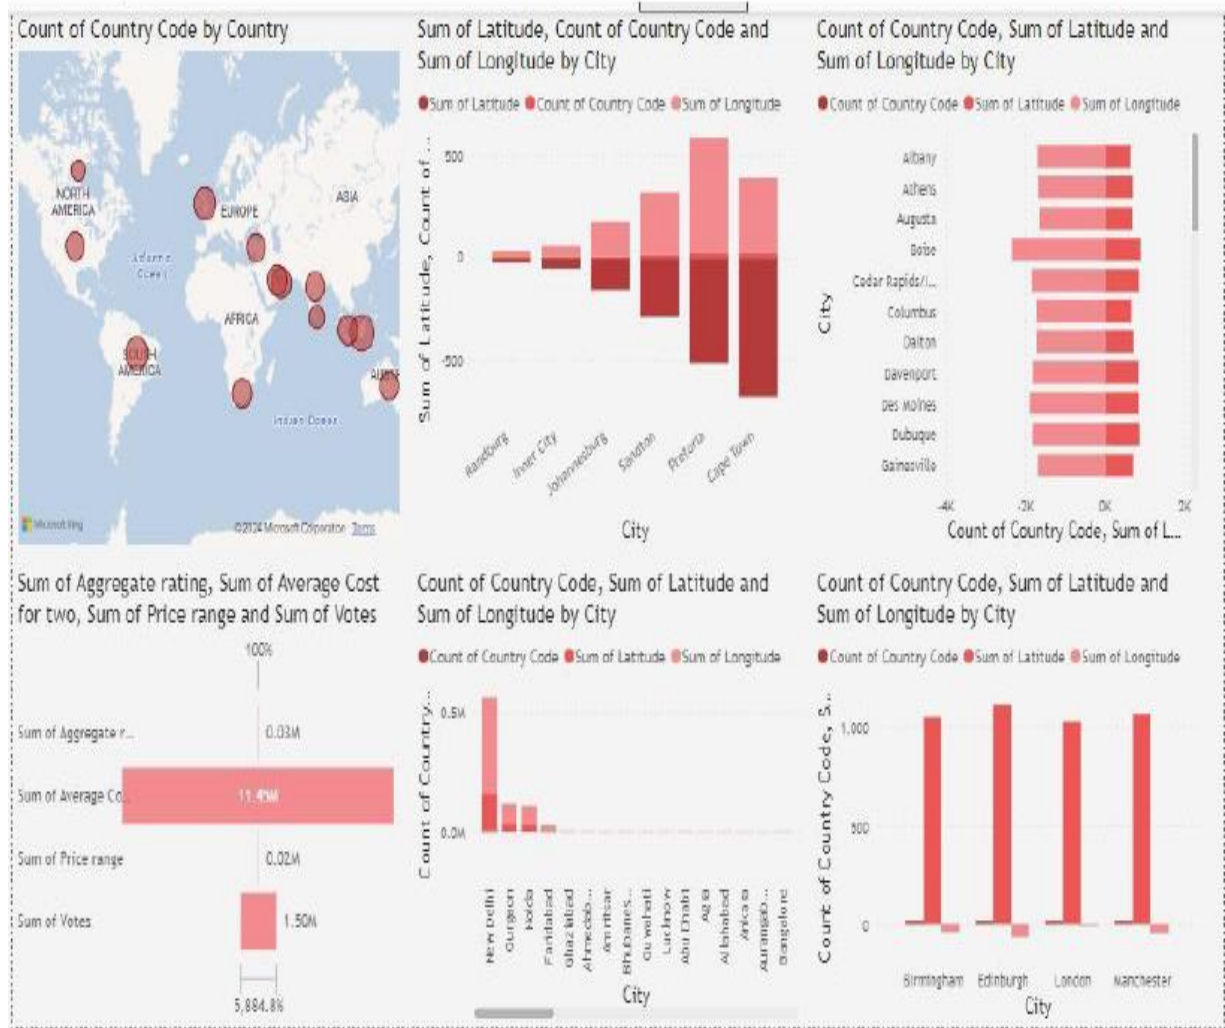 Count of Country Code by Country
NORTH
AMERICA
EUROPE
ASIA
Atlantic
Ocean
AFRICA
SOUTH
AMERICA
Indian Ocean
Microsoft Bing
©2024 Microsoft Corporation Terms
Sum of Latitude, Count of Country Code and
Sum of Longitude by City
Sum of Latitude Count of Country Code Sum of Longitude
Sum of Latitude, Count of ...
500
0
-500
Randburg
Inner City
Johannesburg
Sandton
Pretoria
Cape Town
City
Count of Country Code, Sum of Latitude and
Sum of Longitude by City
Count of Country Code Sum of Latitude Sum of Longitude
City
Albany
Athens
Augusta
Boise
Cedar Rapids/I...
Columbus
Dalton
Davenport
Des Moines
Dubuque
Gainesville
-4K -2K 0K 2K
Count of Country Code, Sum of L...
Sum of Aggregate rating, Sum of Average Cost
for two, Sum of Price range and Sum of Votes
100%
Sum of Aggregate r... 0.03M
Sum of Average Co... 11.45M
Sum of Price range 0.02M
Sum of Votes 1.50M
5,884.8%
Count of Country Code, Sum of Latitude and
Sum of Longitude by City
Count of Country Code Sum of Latitude Sum of Longitude
Count of Country...
0.5M
0.0M
New Delhi
Gurgaon
Noida
Faridabad
Ghaziabad
Ahmedab...
Amritsar
Bhubanes...
Guwahati
Lucknow
Abu Dhabi
Agra
Allahabad
Ankara
Aurangab...
Bangalore
City
Count of Country Code, Sum of Latitude and
Sum of Longitude by City
Count of Country Code Sum of Latitude Sum of Longitude
Count of Country Code, S...
1,000
500
0
Birmingham Edinburgh London Manchester
City